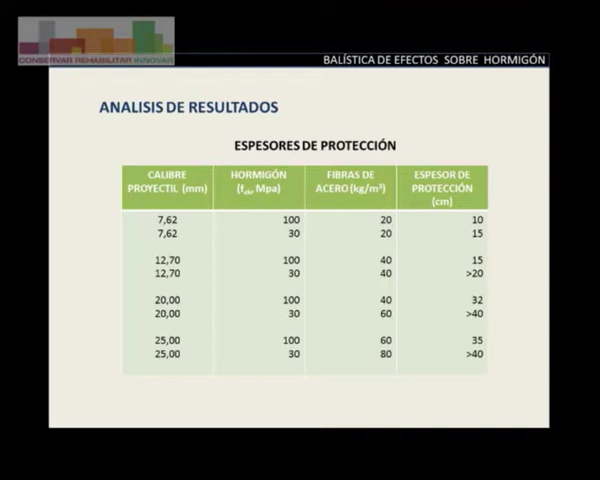 CONSERVAR REHABILITAR INNOVAR
BALÍSTICA DE EFECTOS SOBRE HORMIGÓN
ANALISIS DE RESULTADOS
ESPESORES DE PROTECCIÓN
CALIBRE PROYECTIL (mm) HORMIGÓN (fck, Mpa) FIBRAS DE ACERO (kg/m³) ESPESOR DE PROTECCIÓN (cm)
7,62 100 20 10
7,62 30 20 15
12,70 100 40 15
12,70 30 40 >20
20,00 100 40 32
20,00 30 60 >40
25,00 100 60 35
25,00 30 80 >40